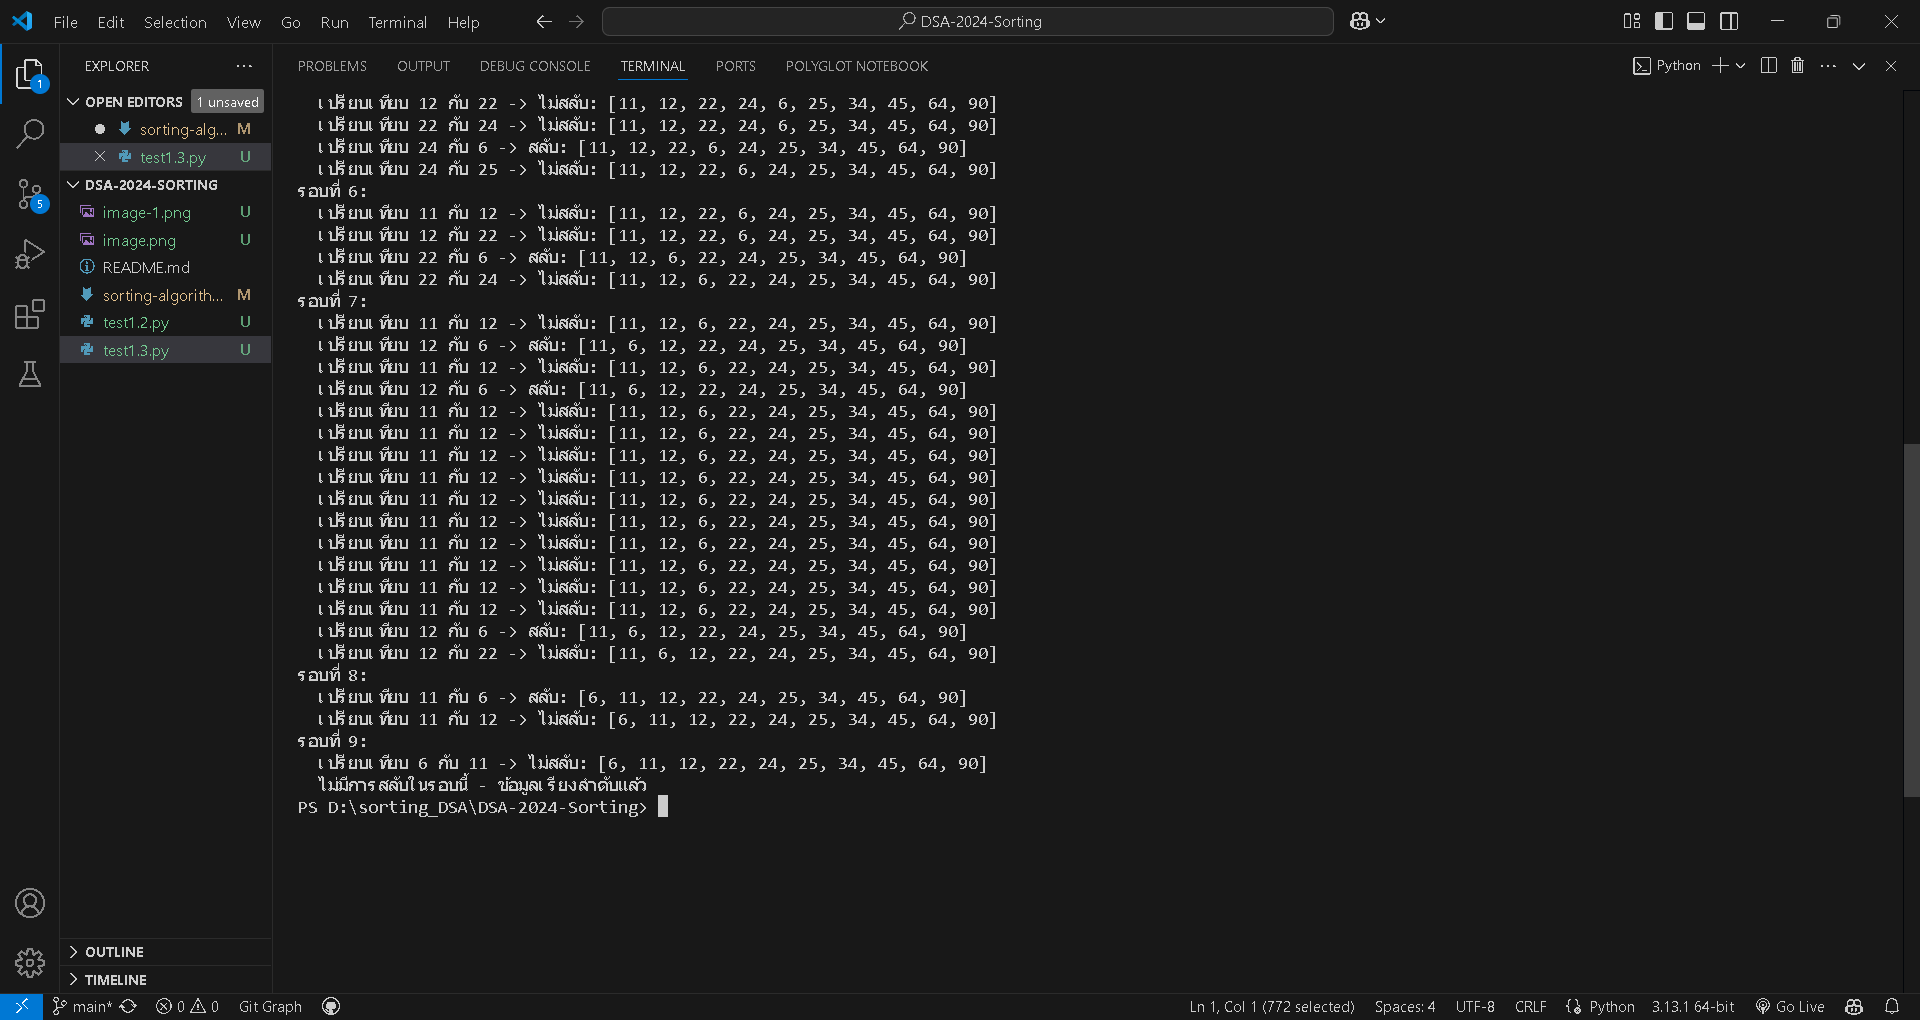 File Edit Selection View Go Run Terminal Help
DSA-2024-Sorting
EXPLORER
PROBLEMS OUTPUT DEBUG CONSOLE TERMINAL PORTS POLYGLOT NOTEBOOK
Python
1
OPEN EDITORS 1 unsaved
sorting-alg... M
test1.3.py U
DSA-2024-SORTING
image-1.png U
5
image.png U
README.md
sorting-algorith... M
test1.2.py U
test1.3.py U
เปรียบเทียบ 12 กับ 22 -> ไม่สลับ: [11, 12, 22, 24, 6, 25, 34, 45, 64, 90]
เปรียบเทียบ 22 กับ 24 -> ไม่สลับ: [11, 12, 22, 24, 6, 25, 34, 45, 64, 90]
เปรียบเทียบ 24 กับ 6 -> สลับ: [11, 12, 22, 6, 24, 25, 34, 45, 64, 90]
เปรียบเทียบ 24 กับ 25 -> ไม่สลับ: [11, 12, 22, 6, 24, 25, 34, 45, 64, 90]
รอบที่ 6:
เปรียบเทียบ 11 กับ 12 -> ไม่สลับ: [11, 12, 22, 6, 24, 25, 34, 45, 64, 90]
เปรียบเทียบ 12 กับ 22 -> ไม่สลับ: [11, 12, 22, 6, 24, 25, 34, 45, 64, 90]
เปรียบเทียบ 22 กับ 6 -> สลับ: [11, 12, 6, 22, 24, 25, 34, 45, 64, 90]
เปรียบเทียบ 22 กับ 24 -> ไม่สลับ: [11, 12, 6, 22, 24, 25, 34, 45, 64, 90]
รอบที่ 7:
เปรียบเทียบ 11 กับ 12 -> ไม่สลับ: [11, 12, 6, 22, 24, 25, 34, 45, 64, 90]
เปรียบเทียบ 12 กับ 6 -> สลับ: [11, 6, 12, 22, 24, 25, 34, 45, 64, 90]
เปรียบเทียบ 11 กับ 12 -> ไม่สลับ: [11, 12, 6, 22, 24, 25, 34, 45, 64, 90]
เปรียบเทียบ 12 กับ 6 -> สลับ: [11, 6, 12, 22, 24, 25, 34, 45, 64, 90]
เปรียบเทียบ 11 กับ 12 -> ไม่สลับ: [11, 12, 6, 22, 24, 25, 34, 45, 64, 90]
เปรียบเทียบ 11 กับ 12 -> ไม่สลับ: [11, 12, 6, 22, 24, 25, 34, 45, 64, 90]
เปรียบเทียบ 11 กับ 12 -> ไม่สลับ: [11, 12, 6, 22, 24, 25, 34, 45, 64, 90]
เปรียบเทียบ 11 กับ 12 -> ไม่สลับ: [11, 12, 6, 22, 24, 25, 34, 45, 64, 90]
เปรียบเทียบ 11 กับ 12 -> ไม่สลับ: [11, 12, 6, 22, 24, 25, 34, 45, 64, 90]
เปรียบเทียบ 11 กับ 12 -> ไม่สลับ: [11, 12, 6, 22, 24, 25, 34, 45, 64, 90]
เปรียบเทียบ 11 กับ 12 -> ไม่สลับ: [11, 12, 6, 22, 24, 25, 34, 45, 64, 90]
เปรียบเทียบ 11 กับ 12 -> ไม่สลับ: [11, 12, 6, 22, 24, 25, 34, 45, 64, 90]
เปรียบเทียบ 11 กับ 12 -> ไม่สลับ: [11, 12, 6, 22, 24, 25, 34, 45, 64, 90]
เปรียบเทียบ 11 กับ 12 -> ไม่สลับ: [11, 12, 6, 22, 24, 25, 34, 45, 64, 90]
เปรียบเทียบ 12 กับ 6 -> สลับ: [11, 6, 12, 22, 24, 25, 34, 45, 64, 90]
เปรียบเทียบ 12 กับ 22 -> ไม่สลับ: [11, 6, 12, 22, 24, 25, 34, 45, 64, 90]
รอบที่ 8:
เปรียบเทียบ 11 กับ 6 -> สลับ: [6, 11, 12, 22, 24, 25, 34, 45, 64, 90]
เปรียบเทียบ 11 กับ 12 -> ไม่สลับ: [6, 11, 12, 22, 24, 25, 34, 45, 64, 90]
รอบที่ 9:
เปรียบเทียบ 6 กับ 11 -> ไม่สลับ: [6, 11, 12, 22, 24, 25, 34, 45, 64, 90]
ไม่มีการสลับในรอบนี้ - ข้อมูลเรียงลำดับแล้ว
PS D:\sorting_DSA\DSA-2024-Sorting>
OUTLINE
TIMELINE
main* 0 0 Git Graph
Ln 1, Col 1 (772 selected) Spaces: 4 UTF-8 CRLF Python 3.13.1 64-bit Go Live